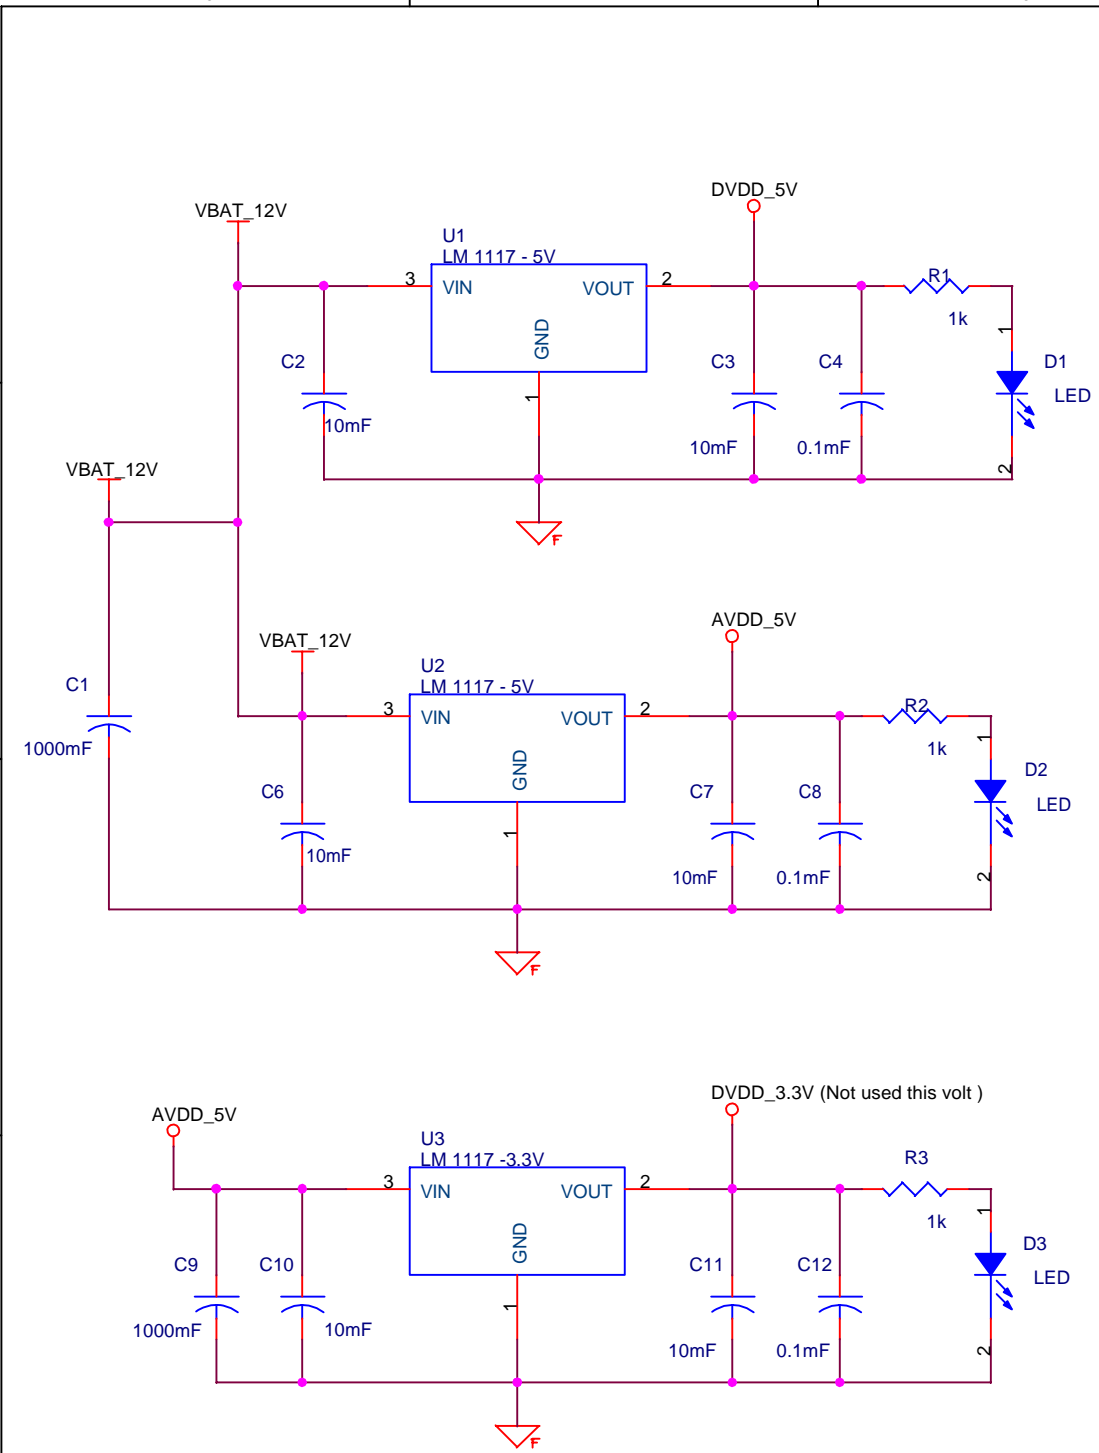 DVDD_5V
VBAT_12V
U1
LM 1117 - 5V
3
VIN
VOUT
2
GND
1
R1
1k
1
C2
10mF
C3
10mF
C4
0.1mF
D1
LED
2
F
VBAT_12V
AVDD_5V
VBAT_12V
U2
LM 1117 - 5V
3
VIN
VOUT
2
GND
1
R2
1k
1
C1
1000mF
C6
10mF
C7
10mF
C8
0.1mF
D2
LED
2
F
DVDD_3.3V (Not used this volt )
AVDD_5V
U3
LM 1117 -3.3V
3
VIN
VOUT
2
GND
1
R3
1k
1
C9
1000mF
C10
10mF
C11
10mF
C12
0.1mF
D3
LED
2
F